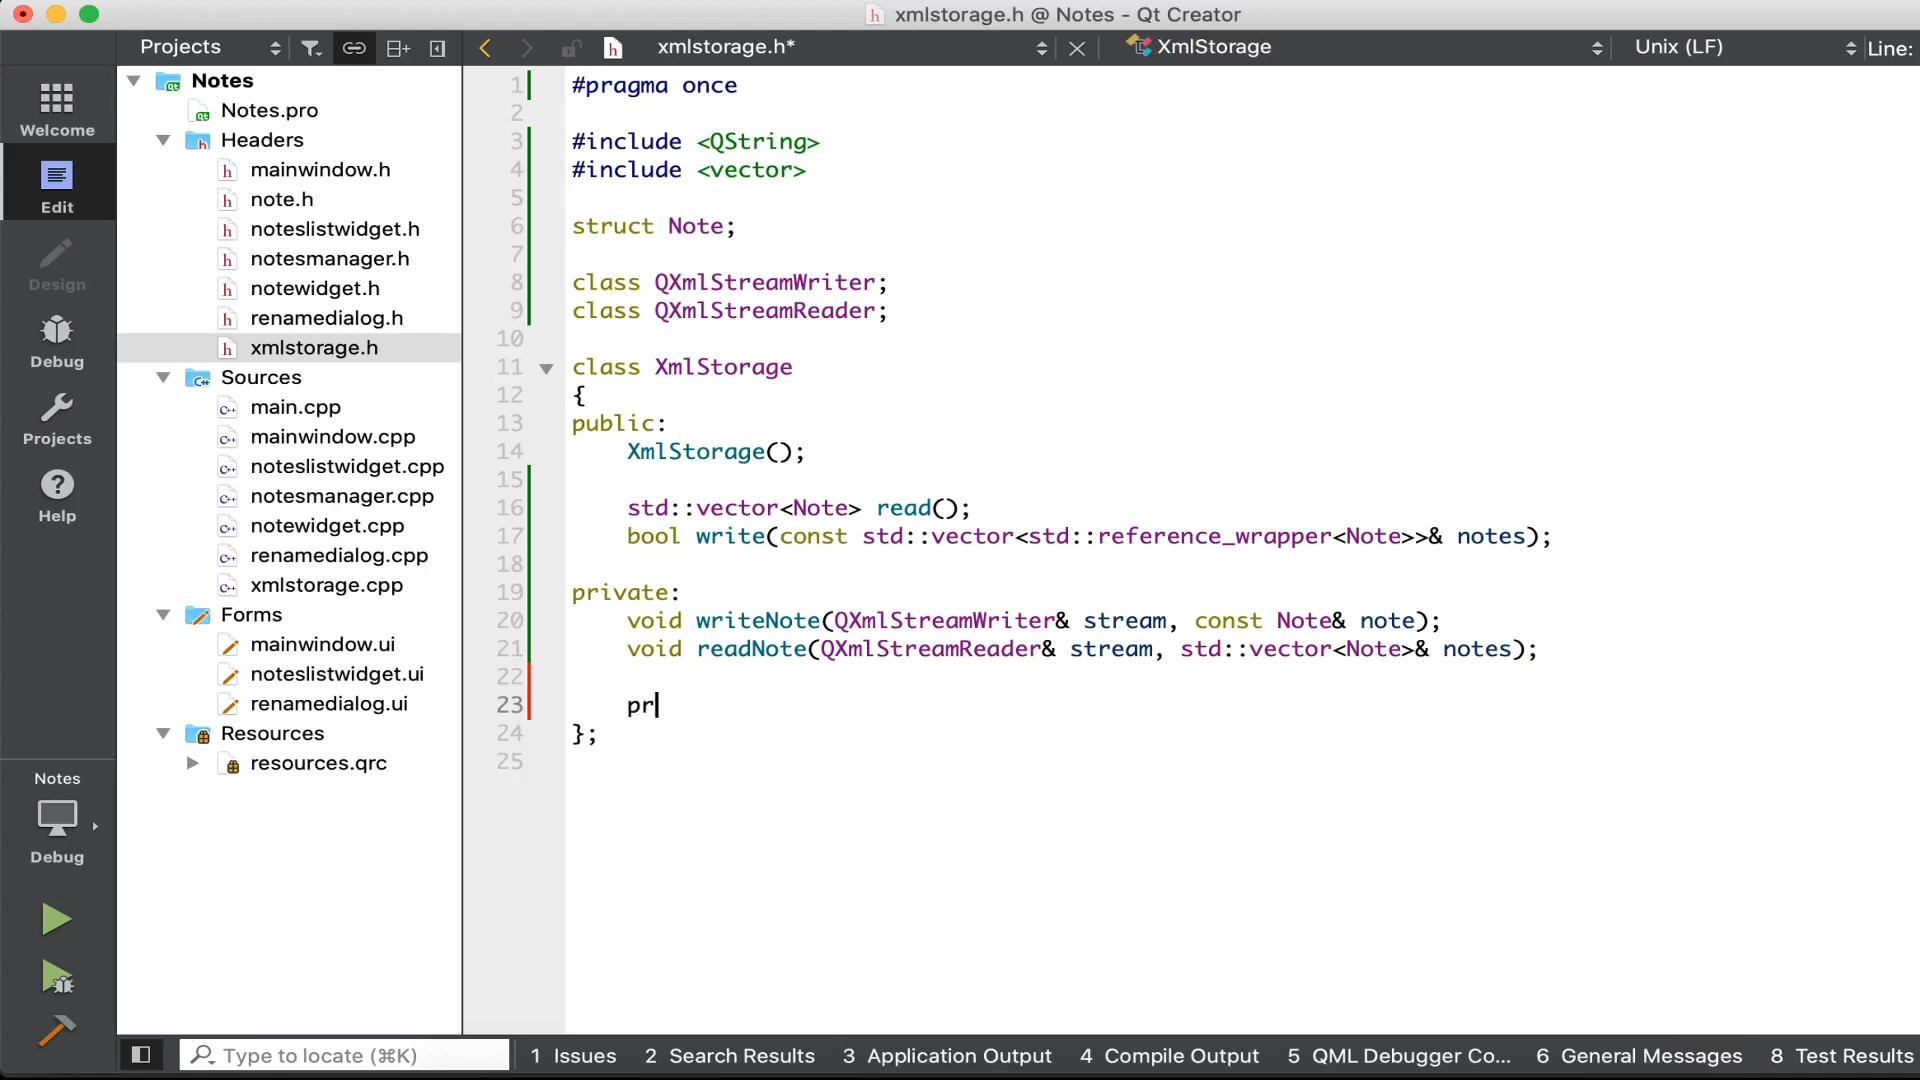 xmlstorage.h @ Notes - Qt Creator
Projects
xmlstorage.h*
XmlStorage
Unix (LF)
Line:
Welcome
Edit
Design
Debug
Projects
Help
Notes
Debug
Notes
Notes.pro
Headers
mainwindow.h
note.h
noteslistwidget.h
notesmanager.h
notewidget.h
renamedialog.h
xmlstorage.h
Sources
main.cpp
mainwindow.cpp
noteslistwidget.cpp
notesmanager.cpp
notewidget.cpp
renamedialog.cpp
xmlstorage.cpp
Forms
mainwindow.ui
noteslistwidget.ui
renamedialog.ui
Resources
resources.qrc
1 #pragma once
2
3 #include <QString>
4 #include <vector>
5
6 struct Note;
7
8 class QXmlStreamWriter;
9 class QXmlStreamReader;
10
11 class XmlStorage
12 {
13 public:
14     XmlStorage();
15
16     std::vector<Note> read();
17     bool write(const std::vector<std::reference_wrapper<Note>>& notes);
18
19 private:
20     void writeNote(QXmlStreamWriter& stream, const Note& note);
21     void readNote(QXmlStreamReader& stream, std::vector<Note>& notes);
22
23     pr
24 };
25
Type to locate (⌘K)
1 Issues
2 Search Results
3 Application Output
4 Compile Output
5 QML Debugger Co...
6 General Messages
8 Test Results